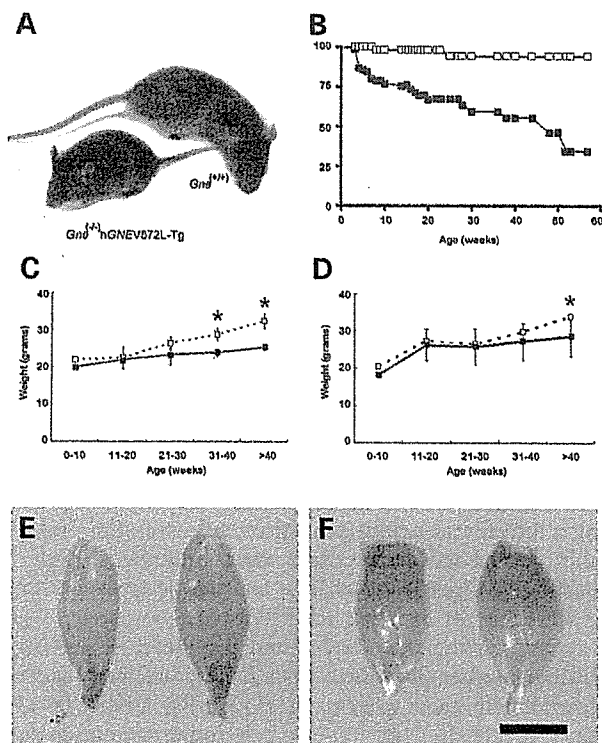 A
B
Gne(+/+)
Gne(-/-)hGNEV572L-Tg
100
75
50
25
0
0
10
20
30
40
50
60
Age (weeks)
C
D
Weight (grams)
40
30
20
10
0
*
*
0-10
11-20
21-30
31-40
>40
Age (weeks)
Weight (grams)
40
30
20
10
0
*
0-10
11-20
21-30
31-40
>40
Age (weeks)
E
F